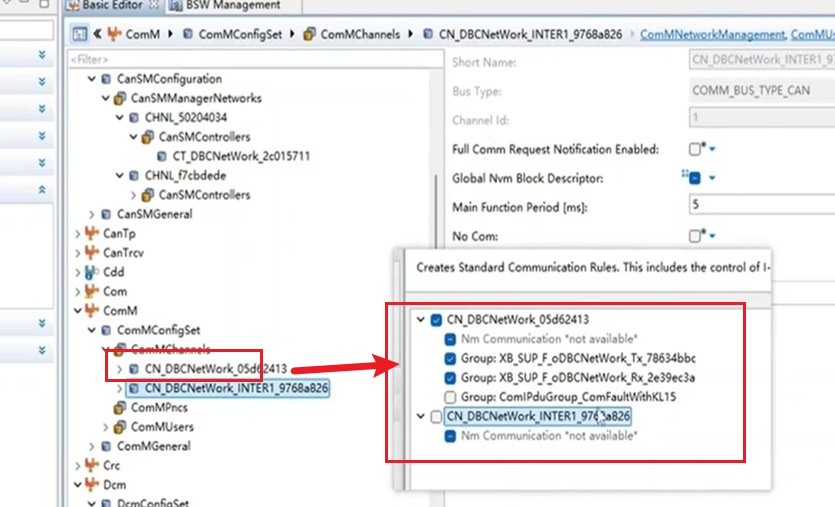 Basic Editor
BSW Management
ComM
ComMConfigSet
ComMChannels
CN_DBCNetWork_INTER1_9768a826
ComMNetworkManagement,
<Filter>
CanSMConfiguration
CanSMManagerNetworks
CHNL_50204034
CanSMControllers
CT_DBCNetWork_2c015711
CHNL_f7cbdede
CanSMControllers
CanSMGeneral
CanTp
CanTrcv
Cdd
Com
ComM
ComMConfigSet
ComMChannels
CN_DBCNetWork_05d62413
CN_DBCNetWork_INTER1_9768a826
ComMPncs
ComMUsers
ComMGeneral
Crc
Dcm
DcmConfigSet
Short Name:
CN_DBCNetWork_INTER1_9
Bus Type:
COMM_BUS_TYPE_CAN
Channel Id:
1
Full Comm Request Notification Enabled:
Global Nvm Block Descriptor:
Main Function Period [ms]:
5
No Com:
Creates Standard Communication Rules. This includes the control of I-
CN_DBCNetWork_05d62413
Nm Communication *not available*
Group: XB_SUP_F_oDBCNetWork_Tx_78634bbc
Group: XB_SUP_F_oDBCNetWork_Rx_2e39ec3a
Group: ComIPduGroup_ComFaultWithKL15
CN_DBCNetWork_INTER1_9768a826
Nm Communication *not available*